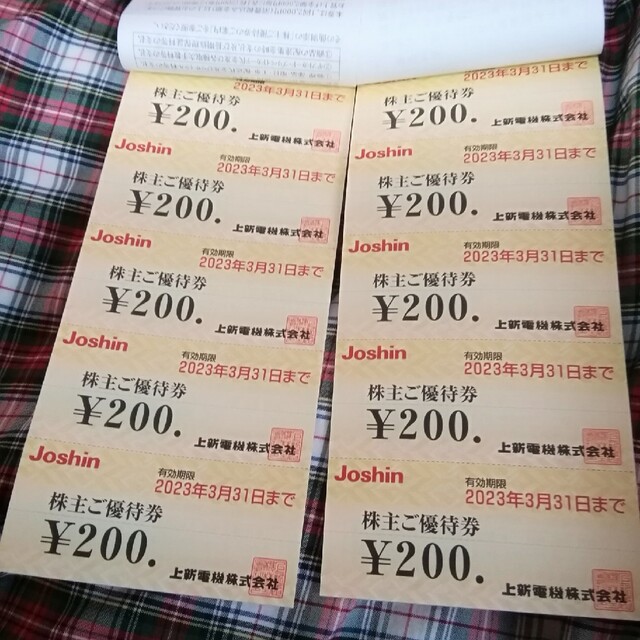 2023年3月31日まで
株主ご優待券
¥200.
上新電機株式会社
Joshin
有効期限
2023年3月31日まで
株主ご優待券
¥200.
上新電機株式会社
Joshin
有効期限
2023年3月31日まで
株主ご優待券
¥200.
上新電機株式会社
Joshin
有効期限
2023年3月31日まで
株主ご優待券
¥200.
上新電機株式会社
Joshin
有効期限
2023年3月31日まで
株主ご優待券
¥200.
上新電機株式会社
2023年3月31日まで
株主ご優待券
¥200.
上新電機株式会社
Joshin
有効期限
2023年3月31日まで
株主ご優待券
¥200.
上新電機株式会社
Joshin
有効期限
2023年3月31日まで
株主ご優待券
¥200.
上新電機株式会社
Joshin
有効期限
2023年3月31日まで
株主ご優待券
¥200.
上新電機株式会社
Joshin
有効期限
2023年3月31日まで
株主ご優待券
¥200.
上新電機株式会社